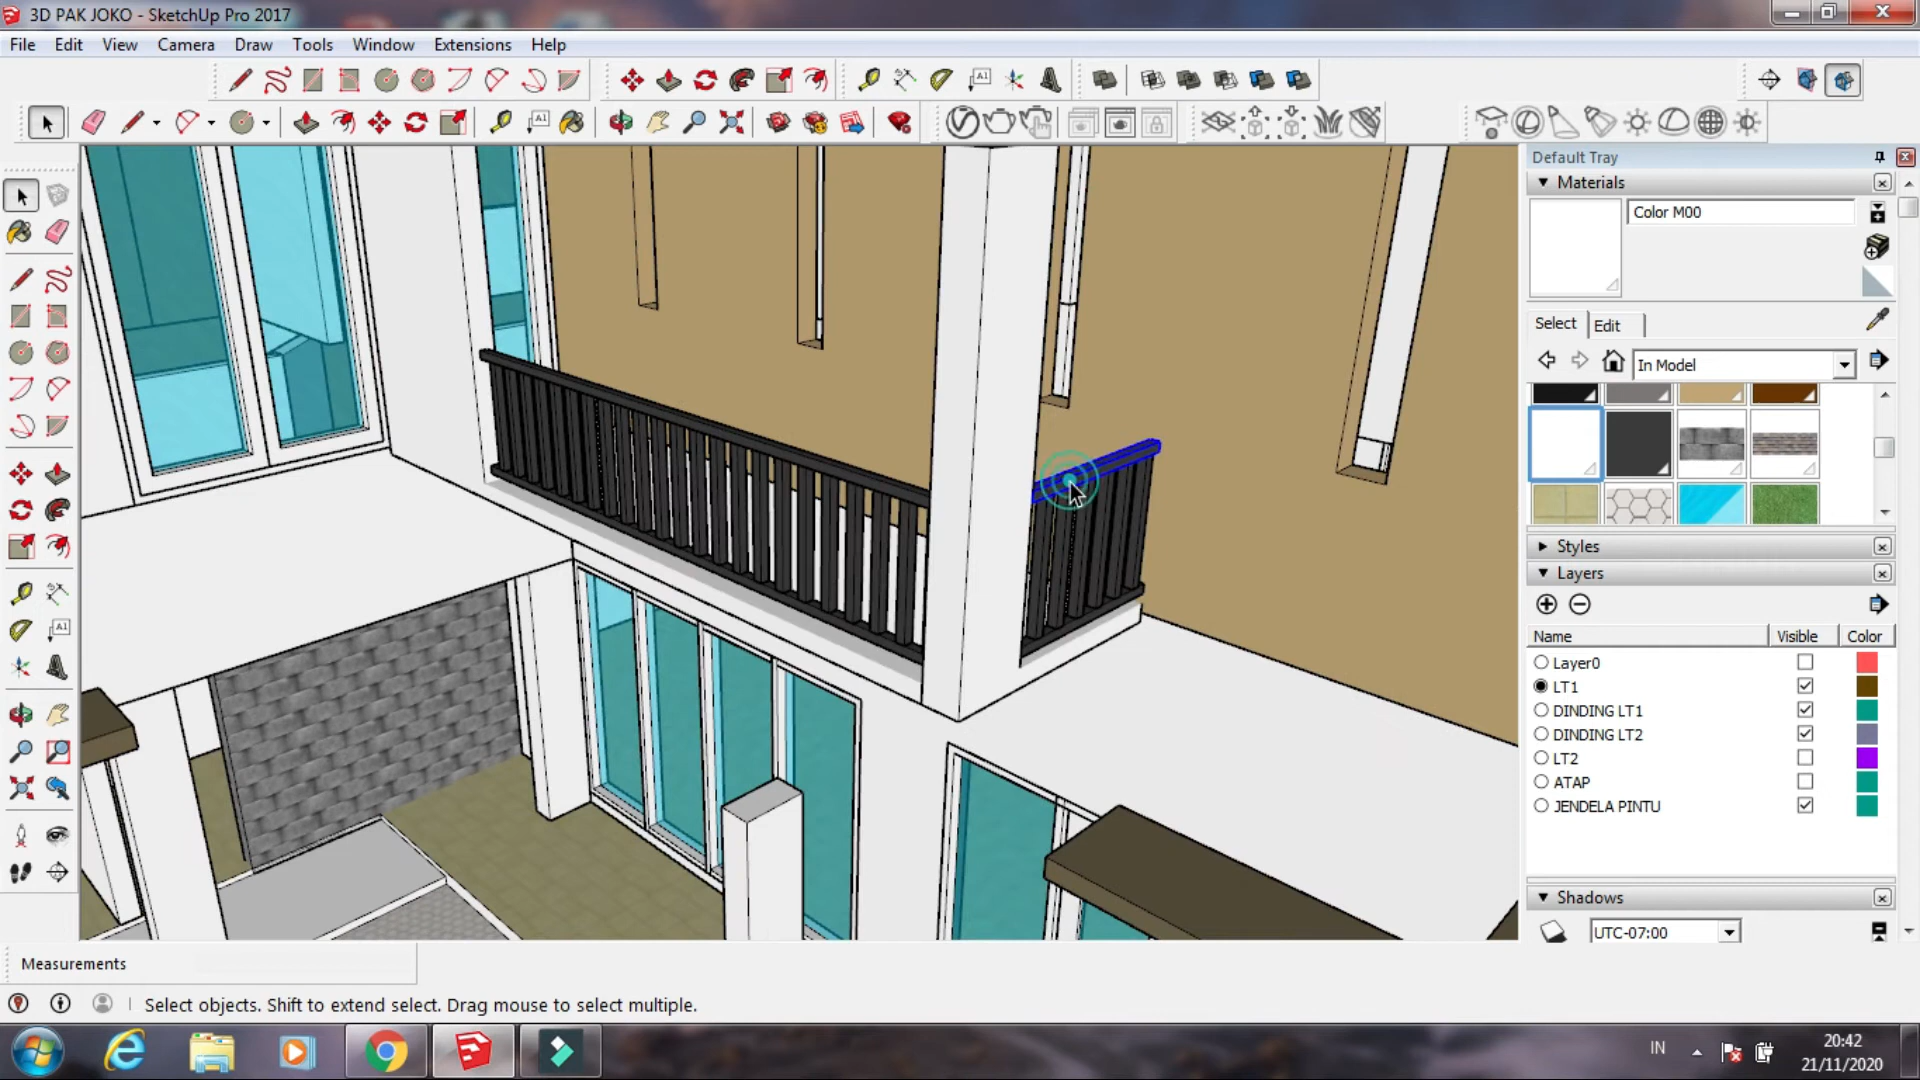 3D PAK JOKO - SketchUp Pro 2017
File Edit View Camera Draw Tools Window Extensions Help
Default Tray
Materials
Color M00
Select Edit
In Model
Styles
Layers
Name Visible Color
Layer0
LT1
DINDING LT1
DINDING LT2
LT2
ATAP
JENDELA PINTU
Shadows
UTC-07:00
Measurements
Select objects. Shift to extend select. Drag mouse to select multiple.
IN
20:42
21/11/2020